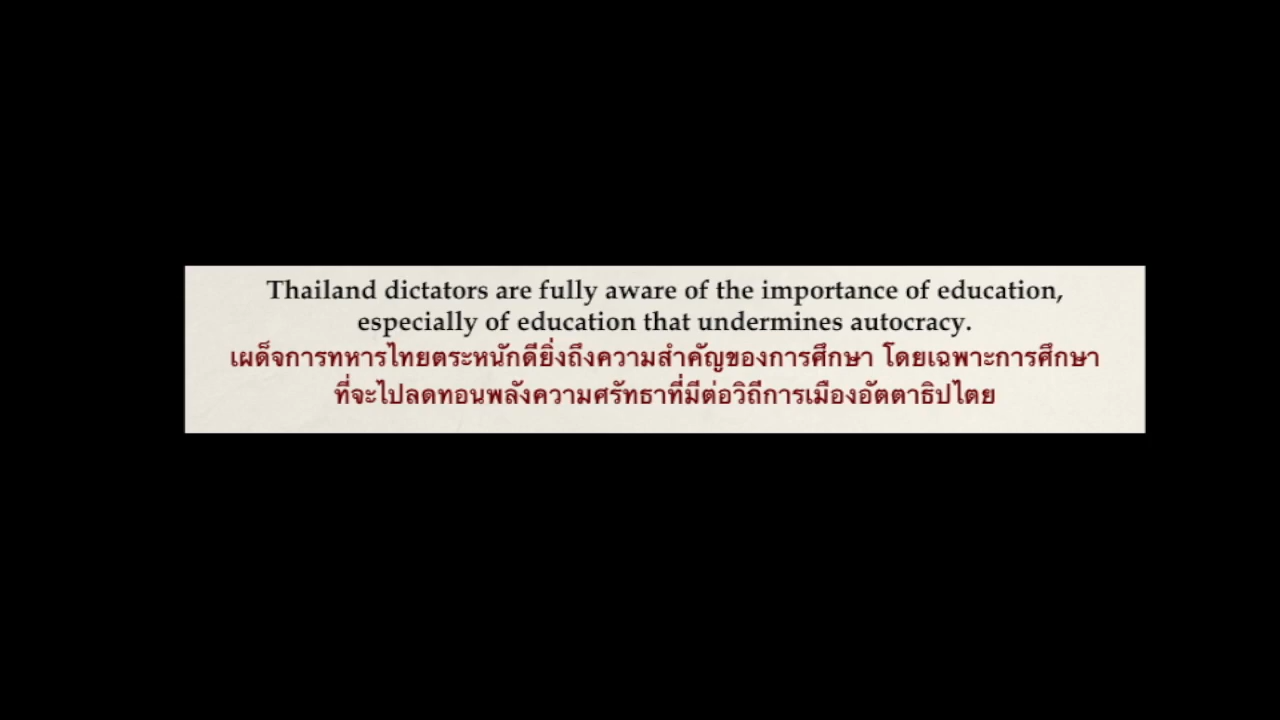 Thailand dictators are fully aware of the importance of education,
especially of education that undermines autocracy.
เผด็จการทหารไทยตระหนักดียิ่งถึงความสำคัญของการศึกษา โดยเฉพาะการศึกษา
ที่จะไปลดทอนพลังความศรัทธาที่มีต่อวิถีการเมืองอัตตาธิปไตย